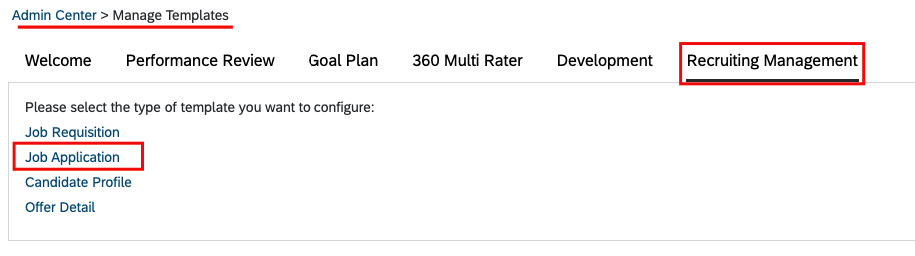 Admin Center > Manage Templates
Welcome Performance Review Goal Plan 360 Multi Rater Development Recruiting Management
Please select the type of template you want to configure:
Job Requisition
Job Application
Candidate Profile
Offer Detail